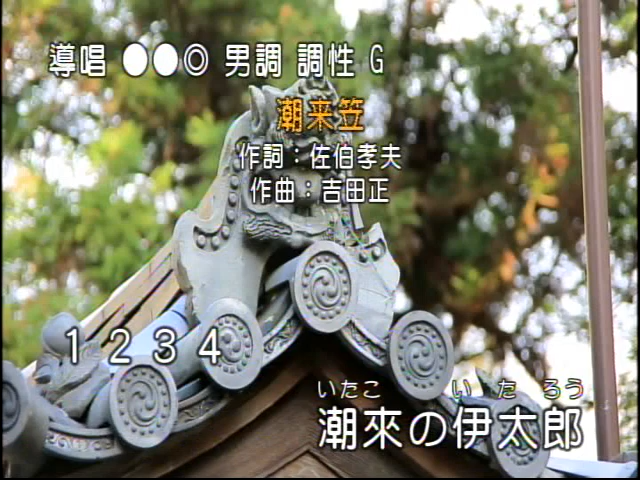 導唱 ●●◎ 男調 調性 G
潮来笠
作詞：佐伯孝夫
作曲：吉田正
1 2 3 4
いたこ い た ろう
潮來の伊太郎